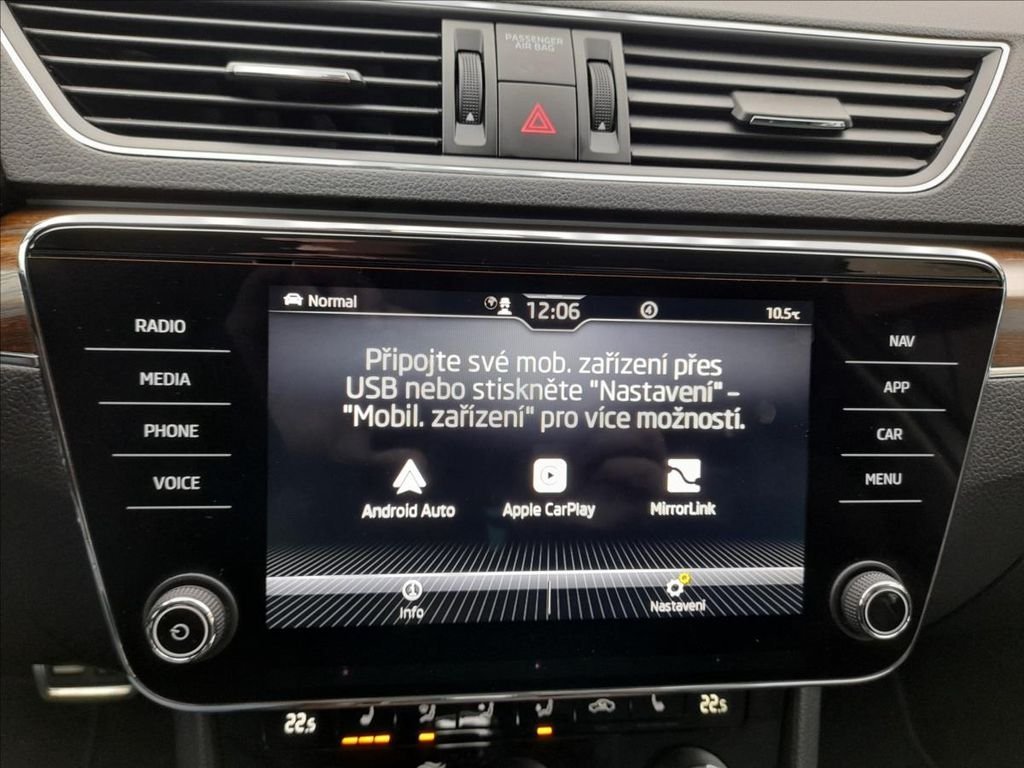 PASSENGER
AIR BAG
Normal
12:06
4
10.5°C
RADIO
MEDIA
PHONE
VOICE
Připojte své mob. zařízení přes
USB nebo stiskněte "Nastavení" –
"Mobil. zařízení" pro více možností.
Android Auto
Apple CarPlay
MirrorLink
Info
Nastavení
NAV
APP
CAR
MENU
22.5
22.5